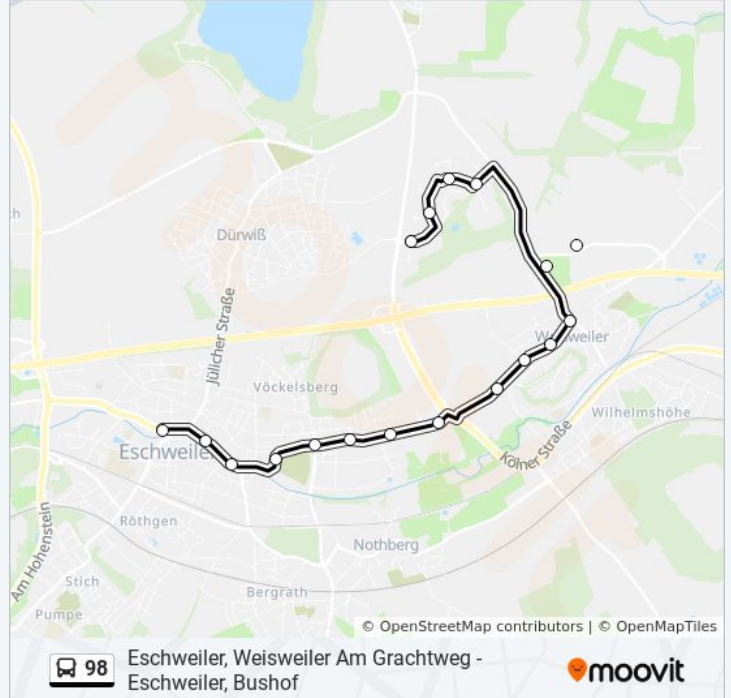 ch
Dürwiß
Jülicher Straße
Vöckelsberg
Wilhelmshöhe
Eschweiler
Kölner Straße
Röthgen
Am Hohenstein
Nothberg
Stich
Bergrath
Pumpe
© OpenStreetMap contributors | © OpenMapTiles
98
Eschweiler, Weisweiler Am Grachtweg -
Eschweiler, Bushof
moovit